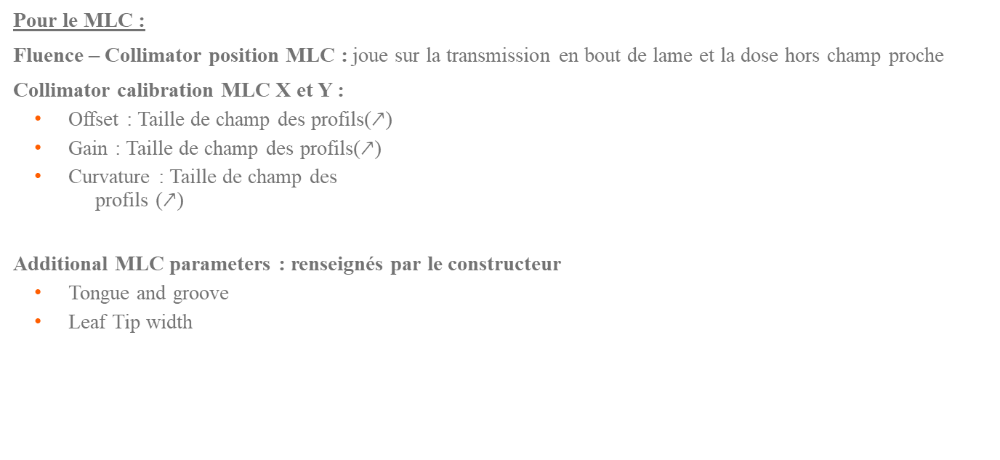 Pour le MLC :
Fluence – Collimator position MLC : joue sur la transmission en bout de lame et la dose hors champ proche
Collimator calibration MLC X et Y :
• Offset : Taille de champ des profils(↗)
• Gain : Taille de champ des profils(↗)
• Curvature : Taille de champ des
profils (↗)
Additional MLC parameters : renseignés par le constructeur
• Tongue and groove
• Leaf Tip width